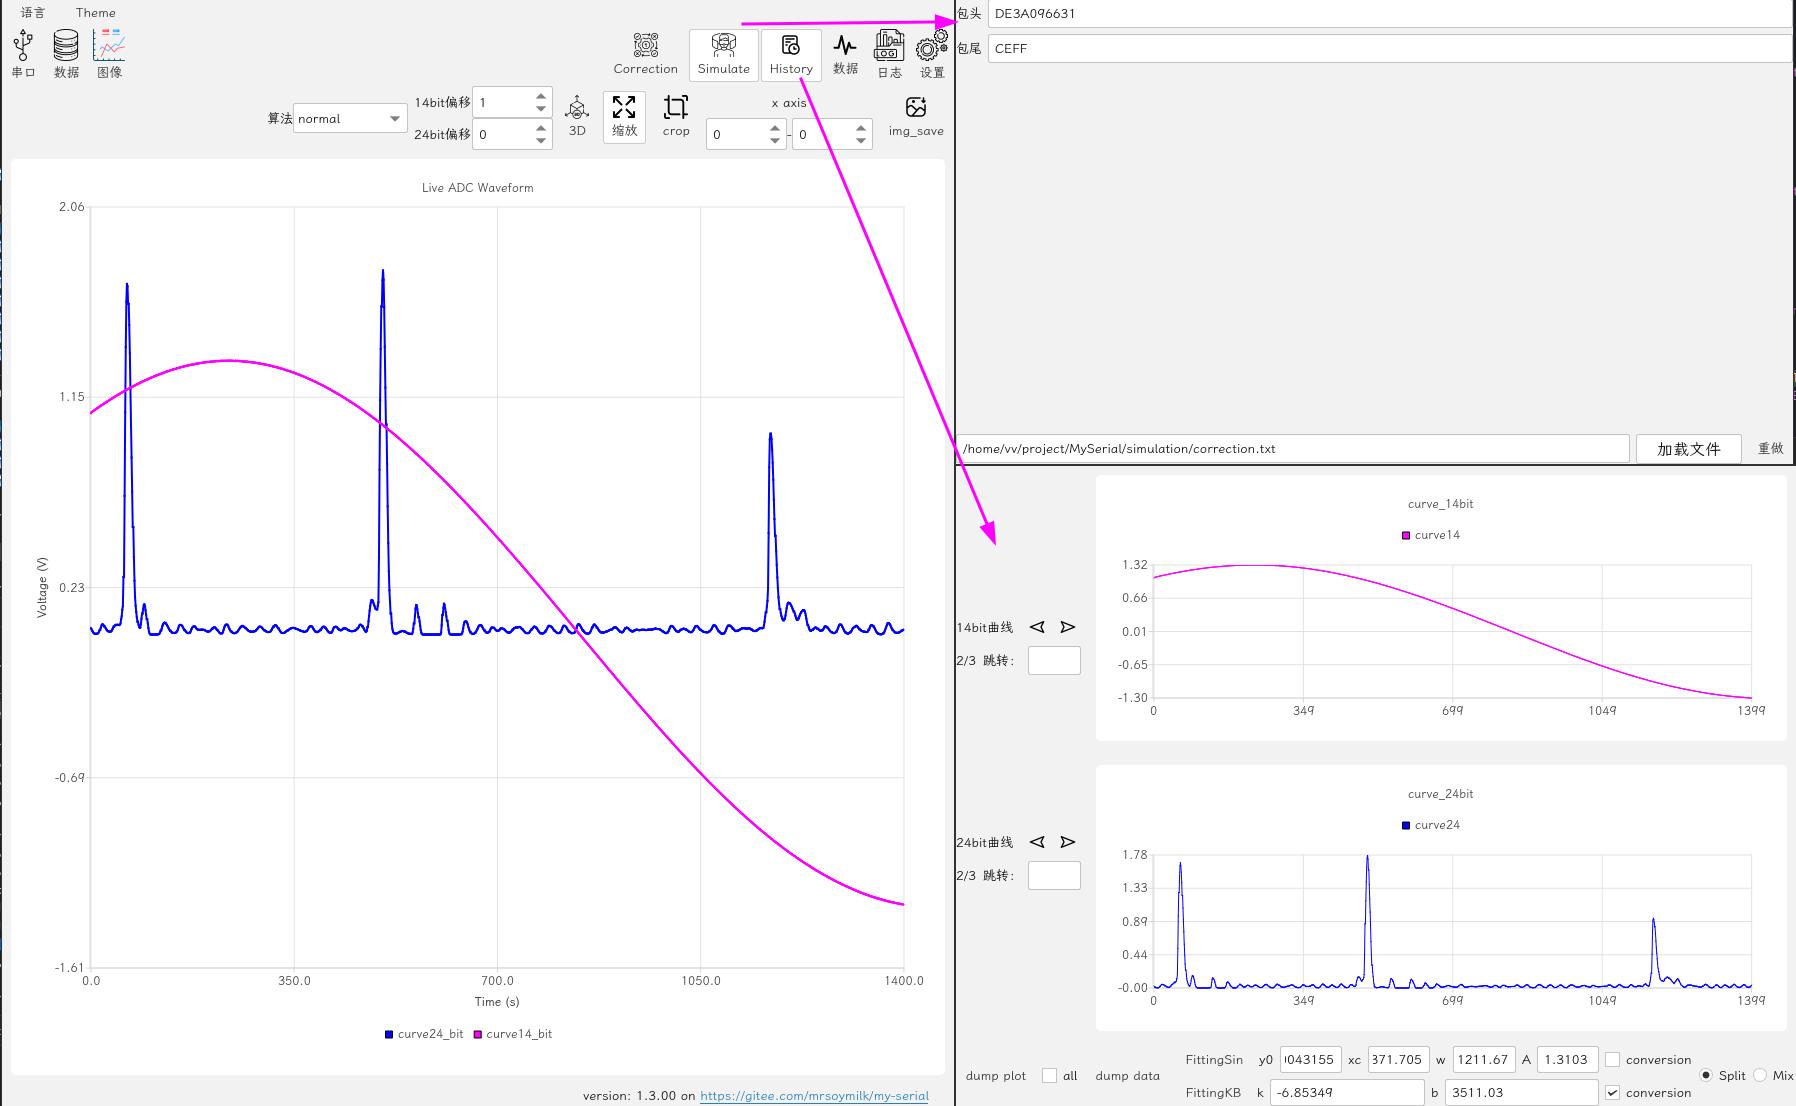 语言 Theme
串口 数据 图像
Correction Simulate History 数据 日志 设置
算法 normal
14bit偏移 1
24bit偏移 0
3D 缩放 crop
x axis
0 - 0
img_save
Live ADC Waveform
2.06
1.15
0.23
-0.69
-1.61
Voltage (V)
0.0 350.0 700.0 1050.0 1400.0
Time (s)
curve24_bit curve14_bit
version: 1.3.00 on https://gitee.com/mrsoymilk/my-serial
包头 DE3A096631
包尾 CEFF
/home/vv/project/MySerial/simulation/correction.txt 加载文件 重做
14bit曲线
2/3 跳转:
curve_14bit
curve14
1.32
0.66
0.01
-0.65
-1.30
0 349 699 1049 1399
24bit曲线
2/3 跳转:
curve_24bit
curve24
1.78
1.33
0.89
0.44
-0.00
0 349 699 1049 1399
dump plot all dump data
FittingSin y0 043155 xc 371.705 w 1211.67 A 1.3103 conversion
FittingKB k -6.85349 b 3511.03 conversion
Split Mix